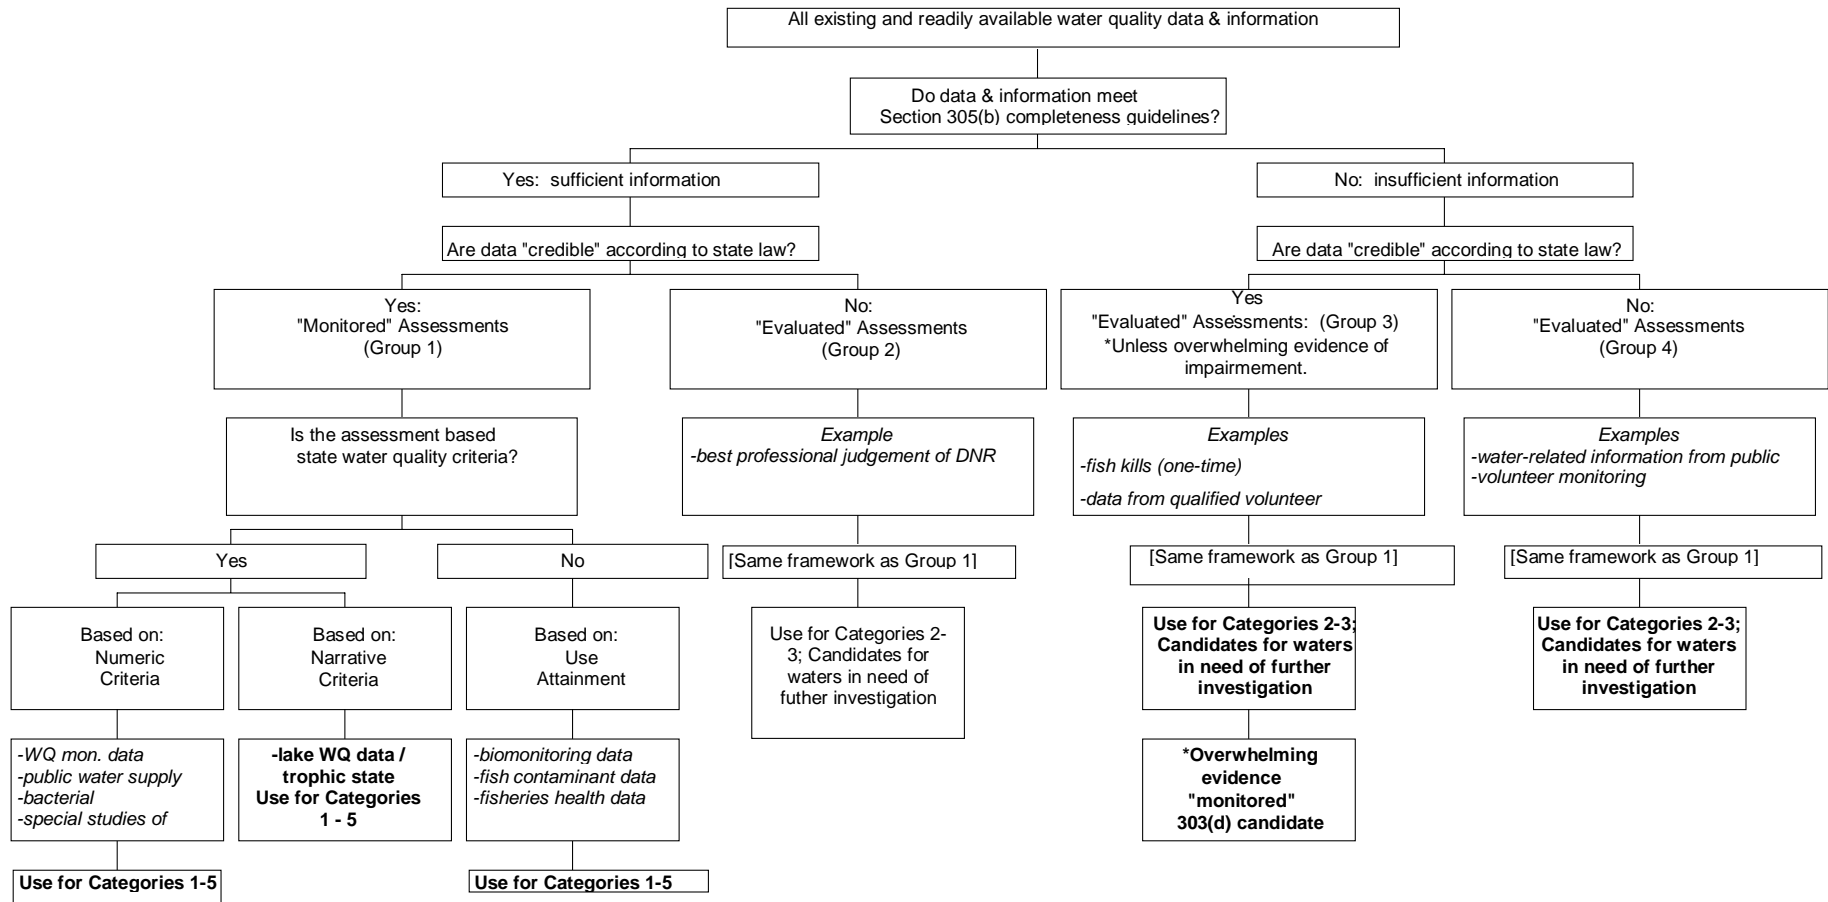 All existing and readily available water quality data & information
Do data & information meet
Section 305(b) completeness guidelines?
Yes: sufficient information
No: insufficient information
Are data "credible" according to state law?
Are data "credible" according to state law?
Yes:
"Monitored" Assessments
(Group 1)
No:
"Evaluated" Assessments
(Group 2)
Yes
"Evaluated" Assessments: (Group 3)
*Unless overwhelming evidence of
impairmement.
No:
"Evaluated" Assessments
(Group 4)
Is the assessment based
state water quality criteria?
Example
-best professional judgement of DNR
Examples
-fish kills (one-time)
-data from qualified volunteer
Examples
-water-related information from public
-volunteer monitoring
Yes
No
[Same framework as Group 1]
[Same framework as Group 1]
[Same framework as Group 1]
Based on:
Numeric
Criteria
Based on:
Narrative
Criteria
Based on:
Use
Attainment
Use for Categories 2-
3; Candidates for
waters in need of
futher investigation
Use for Categories 2-3;
Candidates for waters
in need of further
investigation
Use for Categories 2-3;
Candidates for waters
in need of further
investigation
-WQ mon. data
-public water supply
-bacterial
-special studies of
-lake WQ data /
trophic state
Use for Categories
1 - 5
-biomonitoring data
-fish contaminant data
-fisheries health data
*Overwhelming
evidence
"monitored"
303(d) candidate
Use for Categories 1-5
Use for Categories 1-5